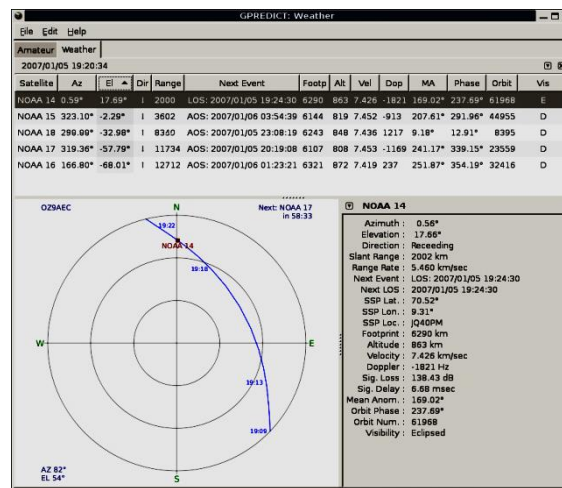 GPREDICT: Weather
File Edit Help
Amateur Weather
2007/01/05 19:20:34
Satellite Az El Dir Range Next Event Footp Alt Vel Dop MA Phase Orbit Vis
NOAA 14 0.59° 17.69° ↓ 2000 LOS: 2007/01/05 19:24:30 6290 863 7.426 -1821 169.02° 237.69° 61968 E
NOAA 15 323.10° -2.29° ↓ 3602 AOS: 2007/01/06 03:54:39 6144 819 7.452 -913 207.61° 291.96° 44955 D
NOAA 18 299.99° -32.98° ↓ 8360 AOS: 2007/01/05 23:08:19 6243 848 7.436 1217 9.18° 12.91° 8395 D
NOAA 17 319.36° -57.79° ↓ 11734 AOS: 2007/01/05 20:19:08 6107 808 7.453 -1169 241.17° 339.15° 23559 D
NOAA 16 166.80° -68.01° ↓ 12712 AOS: 2007/01/06 01:23:21 6321 872 7.419 237 251.87° 354.19° 32416 D
OZ9AEC
N
Next: NOAA 17
in 58:33
19:22
NOAA 14
19:18
W
E
19:13
19:09
AZ 82°
EL 54°
S
NOAA 14
Azimuth : 0.56°
Elevation : 17.66°
Direction : Receeding
Slant Range : 2002 km
Range Rate : 5.460 km/sec
Next Event : LOS: 2007/01/05 19:24:30
Next LOS : 2007/01/05 19:24:30
SSP Lat. : 70.52°
SSP Lon. : 9.31°
SSP Loc. : JQ40PM
Footprint : 6290 km
Altitude : 863 km
Velocity : 7.426 km/sec
Doppler : -1821 Hz
Sig. Loss : 138.43 dB
Sig. Delay : 6.68 msec
Mean Anom. : 169.02°
Orbit Phase : 237.69°
Orbit Num. : 61968
Visibility : Eclipsed